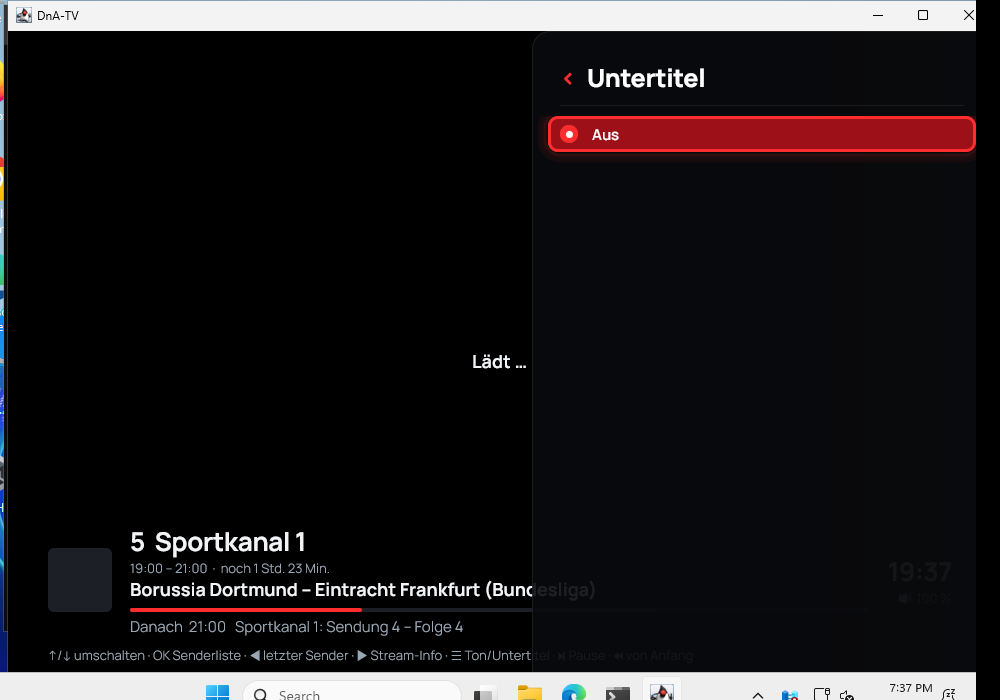 DnA-TV
Untertitel
Aus
Lädt ...
5 Sportkanal 1
19:00 – 21:00 · noch 1 Std. 23 Min.
Borussia Dortmund – Eintracht Frankfurt (Bundesliga)
19:37
100 %
Danach 21:00 Sportkanal 1: Sendung 4 – Folge 4
↑/↓ umschalten · OK Senderliste · ◀ letzter Sender · ▶ Stream-Info · ☰ Ton/Untertitel · ⏯ Pause · ⏪ von Anfang
Search
7:37 PM